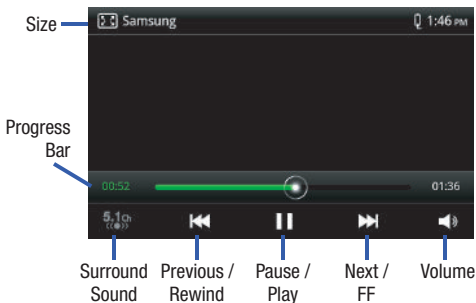 Size
Samsung
1:46 PM
Progress
Bar
00:52
01:36
5.1ch
Surround
Sound
Previous /
Rewind
Pause /
Play
Next /
FF
Volume